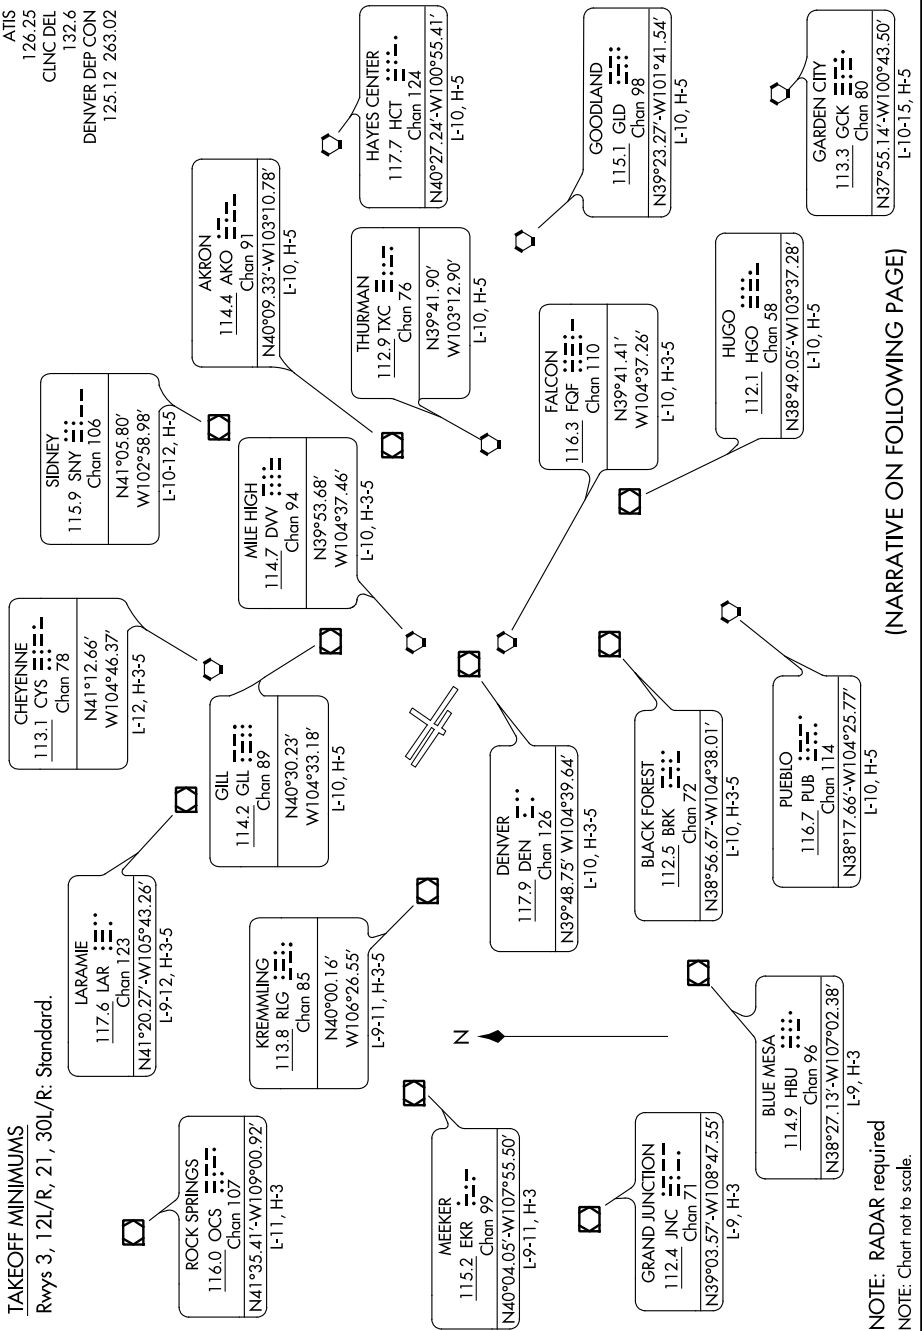 TAKEOFF MINIMUMS
Rwys 3, 12L/R, 21, 30L/R: Standard.
ATIS
126.25
CLNC DEL
132.6
DENVER DEP CON
125.12 263.02
ROCK SPRINGS
116.0 OCS
Chan 107
N41°35.41′-W109°00.92′
L-11, H-3
LARAMIE
117.6 LAR
Chan 123
N41°20.27′-W105°43.26′
L-9-12, H-3-5
CHEYENNE
113.1 CYS
Chan 78
N41°12.66′
W104°46.37′
L-12, H-3-5
SIDNEY
115.9 SNY
Chan 106
N41°05.80′
W102°58.98′
L-10-12, H-5
GILL
114.2 GLL
Chan 89
N40°30.23′
W104°33.18′
L-10, H-5
AKRON
114.4 AKO
Chan 91
N40°09.33′-W103°10.78′
L-10, H-5
HAYES CENTER
117.7 HCT
Chan 124
N40°27.24′-W100°55.41′
L-10, H-5
KREMMLING
113.8 RLG
Chan 85
N40°00.16′
W106°26.55′
L-9-11, H-3-5
MILE HIGH
114.7 DVV
Chan 94
N39°53.68′
W104°37.46′
L-10, H-3-5
THURMAN
112.9 TXC
Chan 76
N39°41.90′
W103°12.90′
L-10, H-5
MEEKER
115.2 EKR
Chan 99
N40°04.05′-W107°55.50′
L-9-11, H-3
N
DENVER
117.9 DEN
Chan 126
N39°48.75′ W104°39.64′
L-10, H-3-5
FALCON
116.3 FQF
Chan 110
N39°41.41′
W104°37.26′
L-10, H-3-5
GOODLAND
115.1 GLD
Chan 98
N39°23.27′-W101°41.54′
L-10, H-5
GRAND JUNCTION
112.4 JNC
Chan 71
N39°03.57′-W108°47.55′
L-9, H-3
BLACK FOREST
112.5 BRK
Chan 72
N38°56.67′-W104°38.01′
L-10, H-3-5
HUGO
112.1 HGO
Chan 58
N38°49.05′-W103°37.28′
L-10, H-5
BLUE MESA
114.9 HBU
Chan 96
N38°27.13′-W107°02.38′
L-9, H-3
PUEBLO
116.7 PUB
Chan 114
N38°17.66′-W104°25.77′
L-10, H-5
GARDEN CITY
113.3 GCK
Chan 80
N37°55.14′-W100°43.50′
L-10-15, H-5
NOTE: RADAR required
NOTE: Chart not to scale.
(NARRATIVE ON FOLLOWING PAGE)